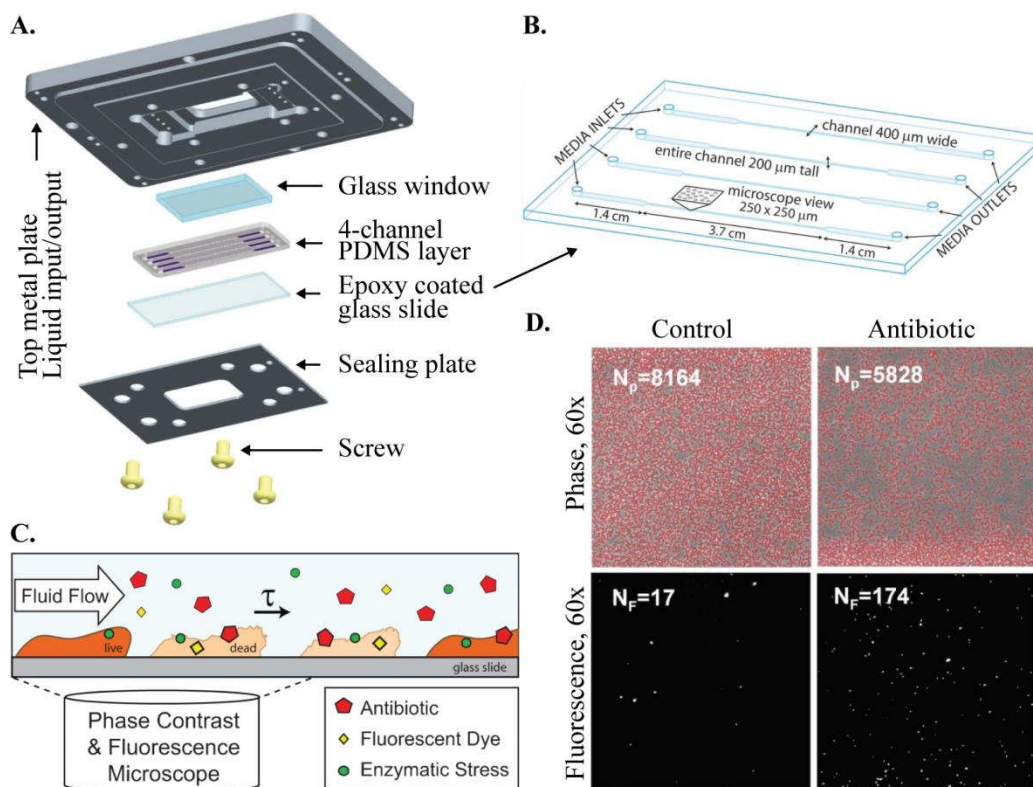 A.
Top metal plate
Liquid input/output
Glass window
4-channel
PDMS layer
Epoxy coated
glass slide
Sealing plate
Screw
B.
MEDIA INLETS
channel 400 μm wide
entire channel 200 μm tall
microscope view
250 x 250 μm
1.4 cm
3.7 cm
1.4 cm
MEDIA OUTLETS
C.
Fluid Flow
τ
live
dead
glass slide
Phase Contrast
& Fluorescence
Microscope
Antibiotic
Fluorescent Dye
Enzymatic Stress
D.
Control
Antibiotic
Phase, 60x
Np=8164
Np=5828
Fluorescence, 60x
NF=17
NF=174